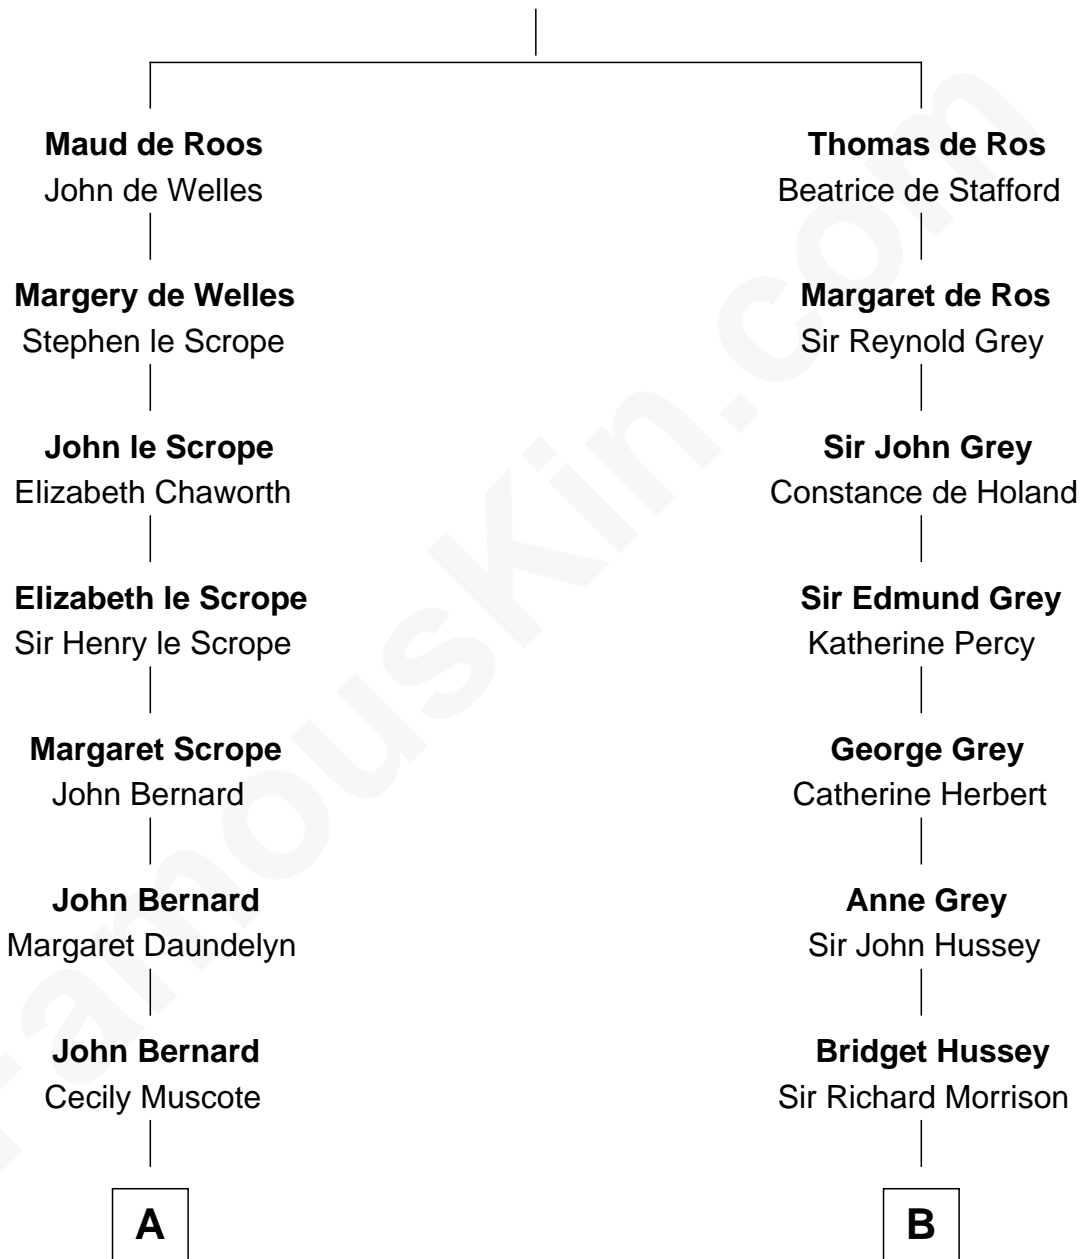 Maud de Roos
John de Welles
Margery de Welles
Stephen le Scrope
John le Scrope
Elizabeth Chaworth
Elizabeth le Scrope
Sir Henry le Scrope
Margaret Scrope
John Bernard
John Bernard
Margaret Daundelyn
John Bernard
Cecily Muscote
A
Thomas de Ros
Beatrice de Stafford
Margaret de Ros
Sir Reynold Grey
Sir John Grey
Constance de Holand
Sir Edmund Grey
Katherine Percy
George Grey
Catherine Herbert
Anne Grey
Sir John Hussey
Bridget Hussey
Sir Richard Morrison
B
FamousKin.com